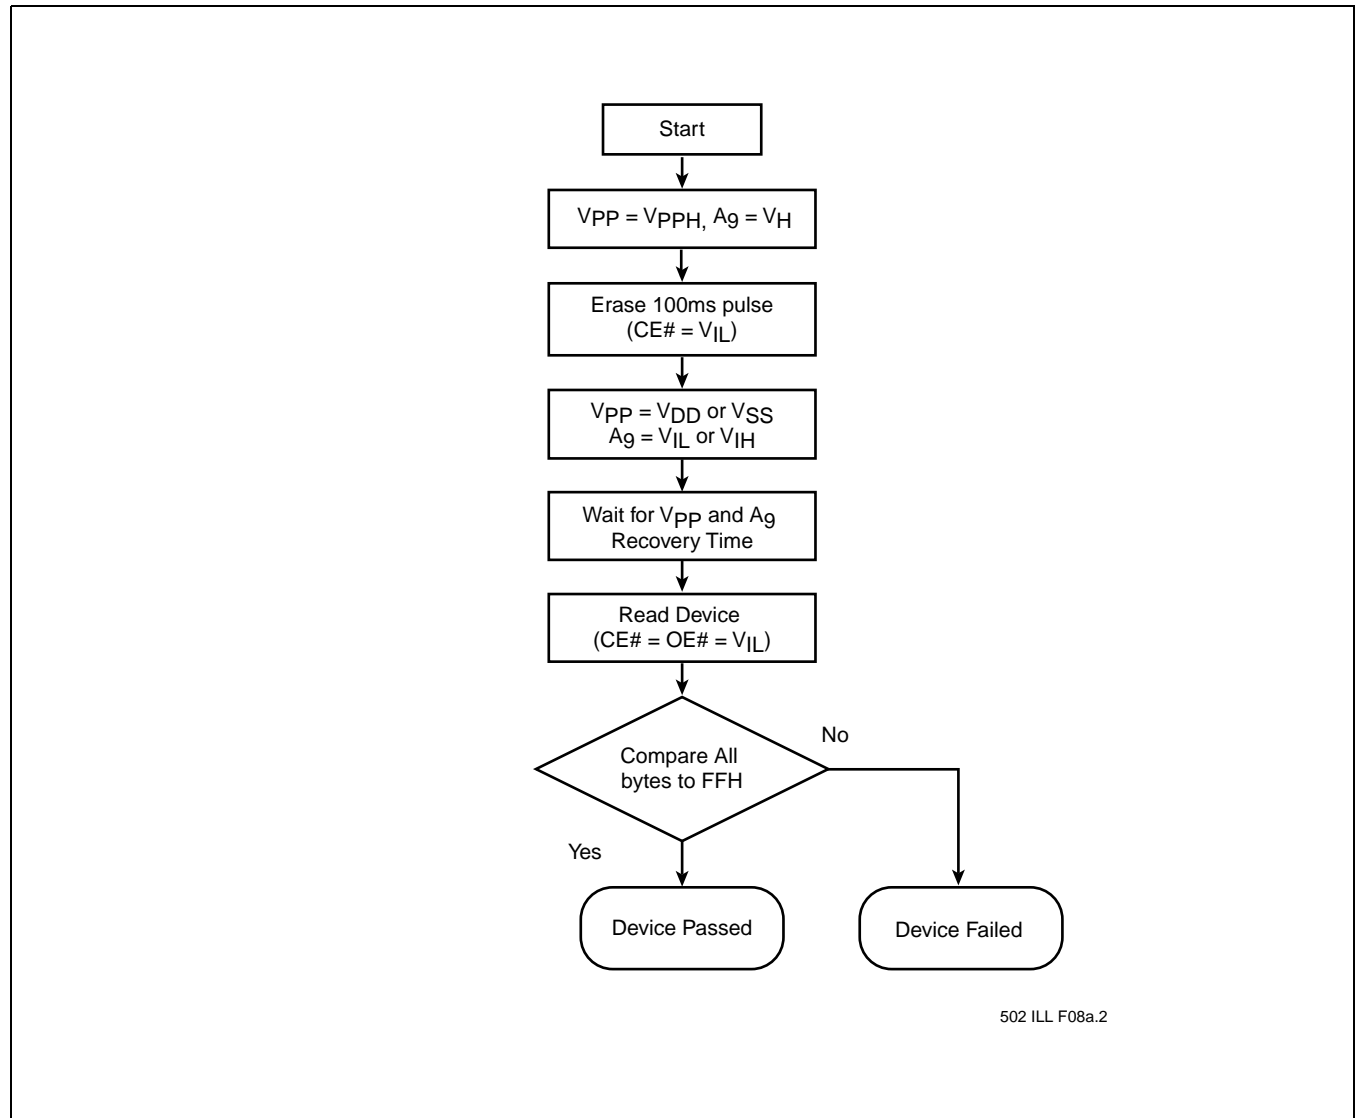 Start
VPP = VPPH, A9 = VH
Erase 100ms pulse
(CE# = VIL)
VPP = VDD or VSS
A9 = VIL or VIH
Wait for VPP and A9
Recovery Time
Read Device
(CE# = OE# = VIL)
Compare All
bytes to FFH
No
Yes
Device Passed
Device Failed
502 ILL F08a.2